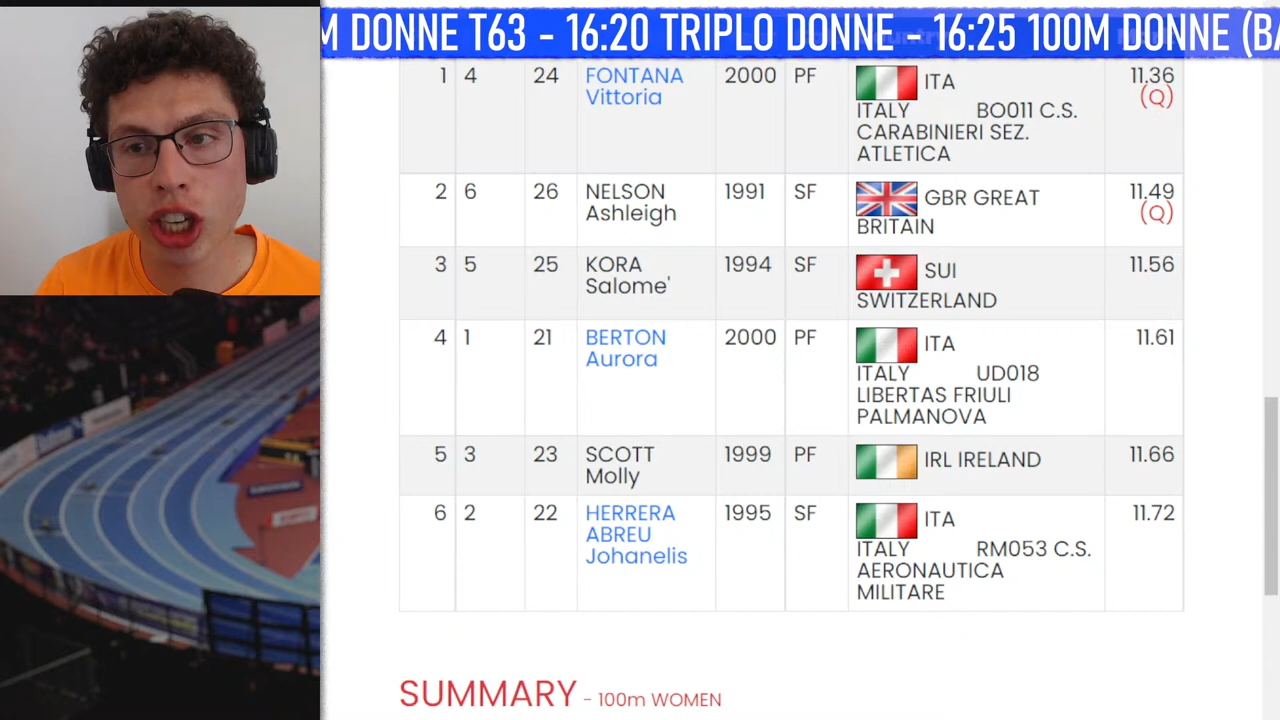 M DONNE T63 - 16:20 TRIPLO DONNE - 16:25 100M DONNE (BA
1 4 24 FONTANA Vittoria 2000 PF ITA ITALY BO011 C.S. CARABINIERI SEZ. ATLETICA 11.36 (Q)
2 6 26 NELSON Ashleigh 1991 SF GBR GREAT BRITAIN 11.49 (Q)
3 5 25 KORA Salome' 1994 SF SUI SWITZERLAND 11.56
4 1 21 BERTON Aurora 2000 PF ITA ITALY UD018 LIBERTAS FRIULI PALMANOVA 11.61
5 3 23 SCOTT Molly 1999 PF IRL IRELAND 11.66
6 2 22 HERRERA ABREU Johanelis 1995 SF ITA ITALY RM053 C.S. AERONAUTICA MILITARE 11.72
SUMMARY - 100m WOMEN